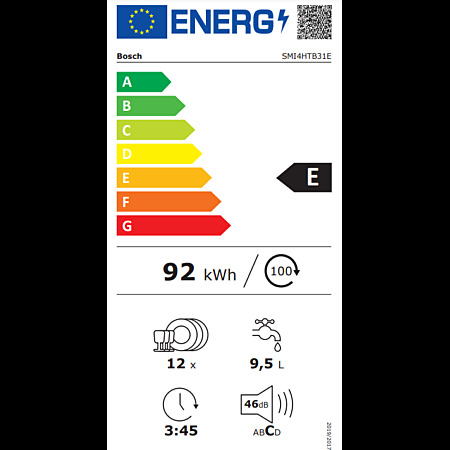 ENERG
Bosch SMI4HTB31E
A
B
C
D
E
F
G
E
92 kWh / 100
12 x 9,5 L
46dB
3:45 ABCD
2019/2017